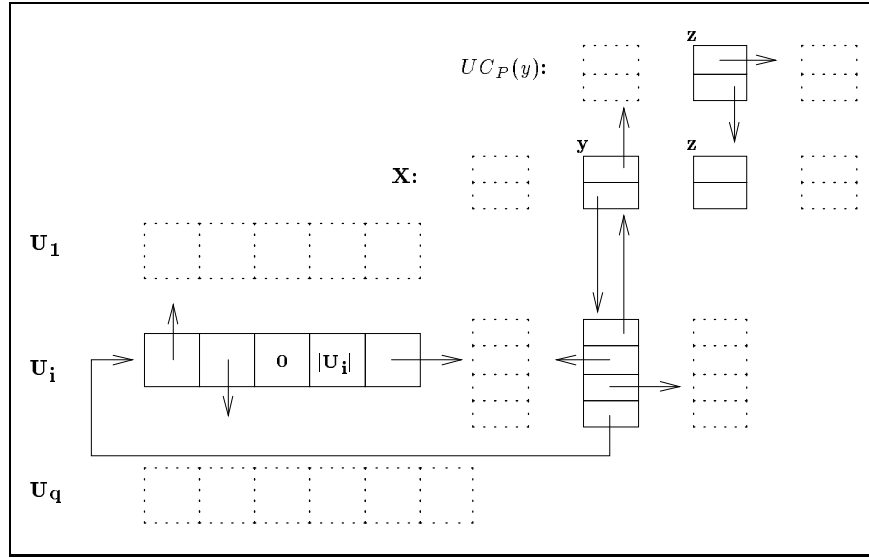 z
UC_P(y):
y z
X:
U_1
U_i 0 |U_i|
U_q